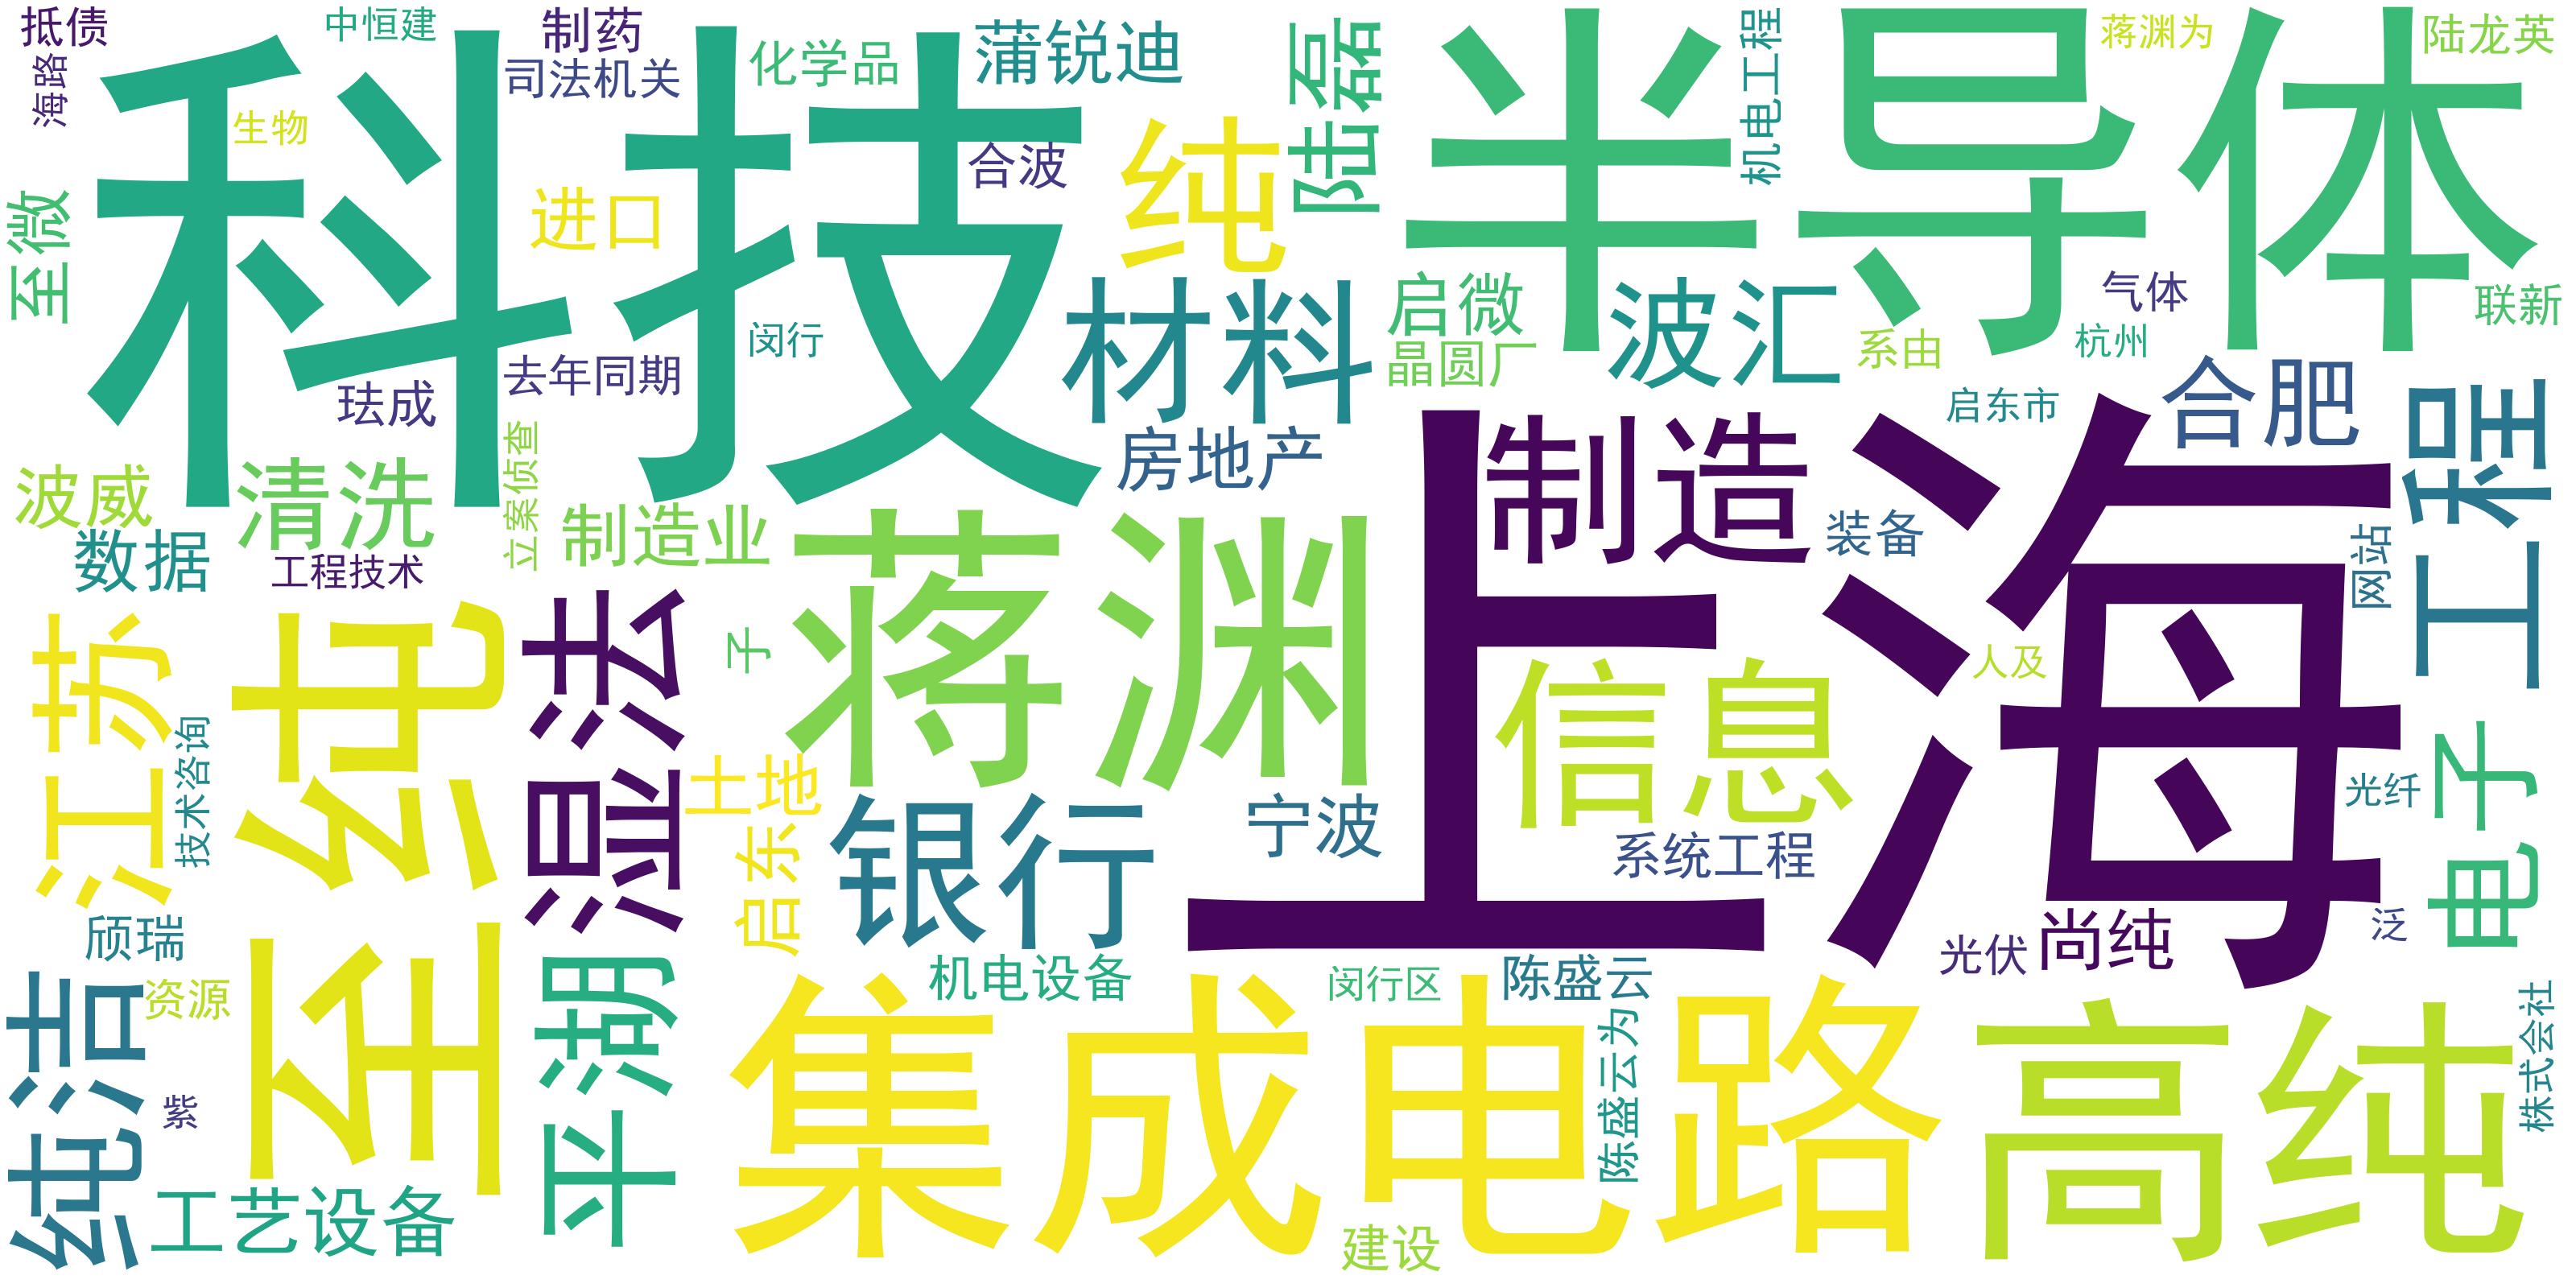 抵债
中恒建
制药
海路
司法机关
化学品
蒲锐迪
陆磊
半导体
机电工程
蒋渊为
陆龙英
科技
生物
合波
纯
至微
进口
材料
启微
波汇
气体
联新
闵行
晶圆厂
系由
杭州
珐成
去年同期
房地产
制造
启东市
合肥
工程
上海
波威
清洗
立案侦查
制造业
蒋渊
装备
网站
数据
工程技术
湿法
子
信息
人及
江苏
至纯
技术咨询
土地
启东
银行
宁波
系统工程
光纤
电子
颀瑞
平湖
机电设备
闵行区
陈盛云
光伏
尚纯
泛
纯洁
资源
紫
集成电路
陈盛云为
高纯
株式会社
工艺设备
建设